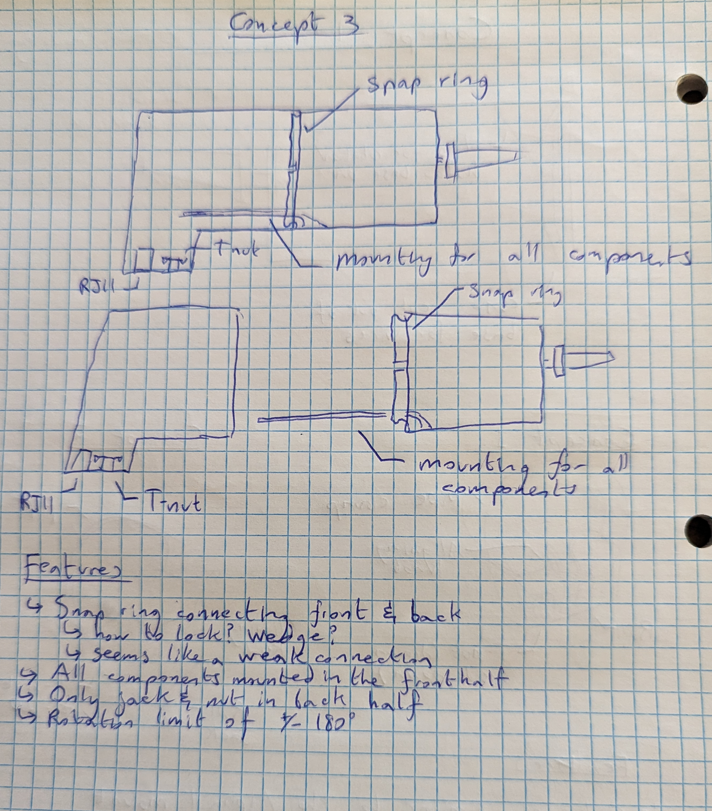 Concept 3
Snap ring
T nut
mounting for all components
RJ11
Snap ring
mounting for all
components
RJ11
T-nut
Features
↳ Snap ring connecting front & back
↳ how to lock? Wedge?
↳ seems like a weak connection
↳ All components mounted in the front half
↳ Only jack & nut in back half
↳ Rotation limit of +/- 180°